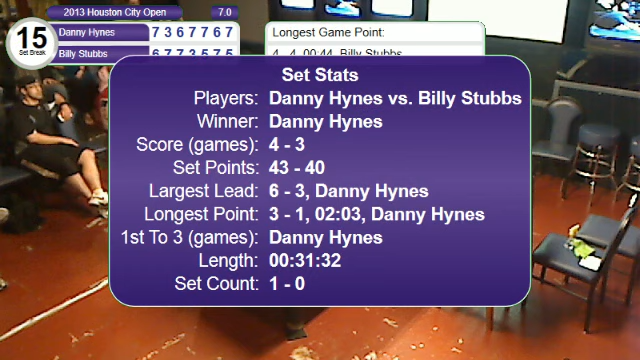 2013 Houston City Open 7.0
15
Set Break
Danny Hynes 7 3 6 7 7 6 7
Billy Stubbs 6 7 7 3 5 7 5
Longest Game Point:
4 - 4, 00:44, Billy Stubbs
Set Stats
Players: Danny Hynes vs. Billy Stubbs
Winner: Danny Hynes
Score (games): 4 - 3
Set Points: 43 - 40
Largest Lead: 6 - 3, Danny Hynes
Longest Point: 3 - 1, 02:03, Danny Hynes
1st To 3 (games): Danny Hynes
Length: 00:31:32
Set Count: 1 - 0